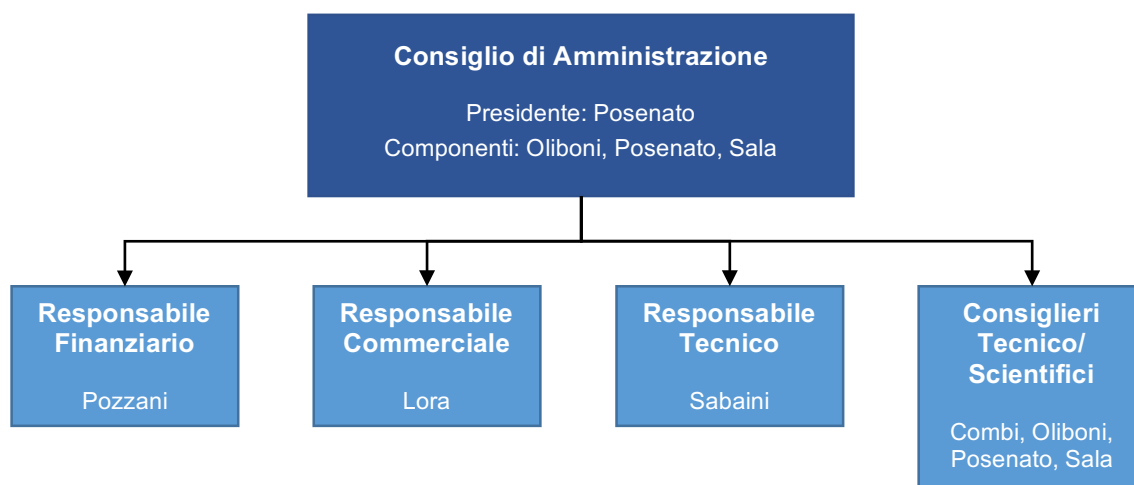 Consiglio di Amministrazione
Presidente: Posenato
Componenti: Oliboni, Posenato, Sala
Responsabile
Finanziario
Pozzani
Responsabile
Commerciale
Lora
Responsabile
Tecnico
Sabaini
Consiglieri
Tecnico/
Scientifici
Combi, Oliboni,
Posenato, Sala